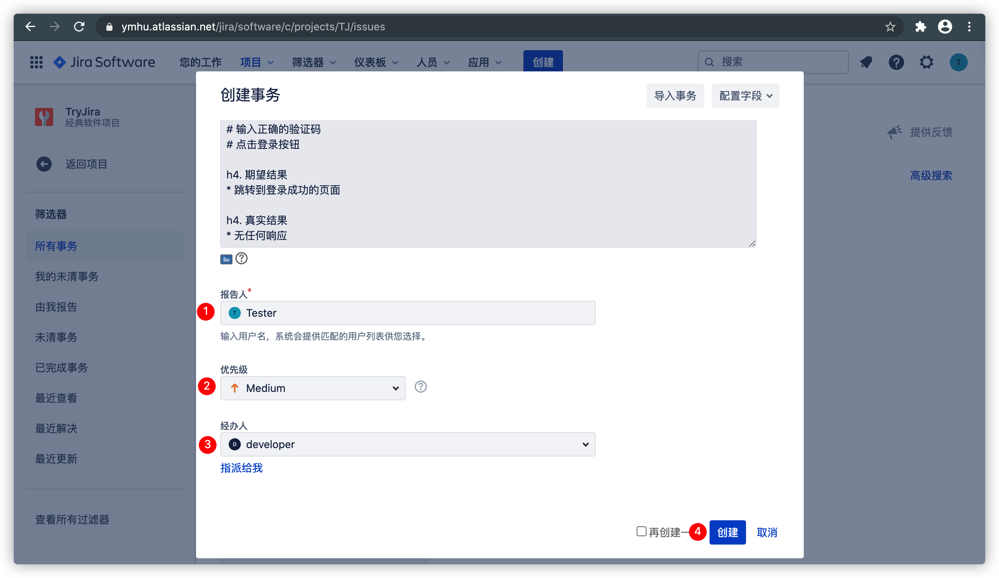 ymhu.atlassian.net/jira/software/c/projects/TJ/issues
Jira Software
您的工作
项目
筛选器
仪表板
人员
应用
创建
搜索
T
TryJira
经典软件项目
返回项目
筛选器
所有事务
我的未清事务
由我报告
未清事务
已完成事务
最近查看
最近解决
最近更新
查看所有过滤器
提供反馈
高级搜索
创建事务
导入事务
配置字段
# 输入正确的验证码
# 点击登录按钮
h4. 期望结果
* 跳转到登录成功的页面
h4. 真实结果
* 无任何响应
报告人*
1
T Tester
输入用户名，系统会提供匹配的用户列表供您选择。
优先级
2
Medium
经办人
3
D developer
指派给我
再创建一
4
创建
取消